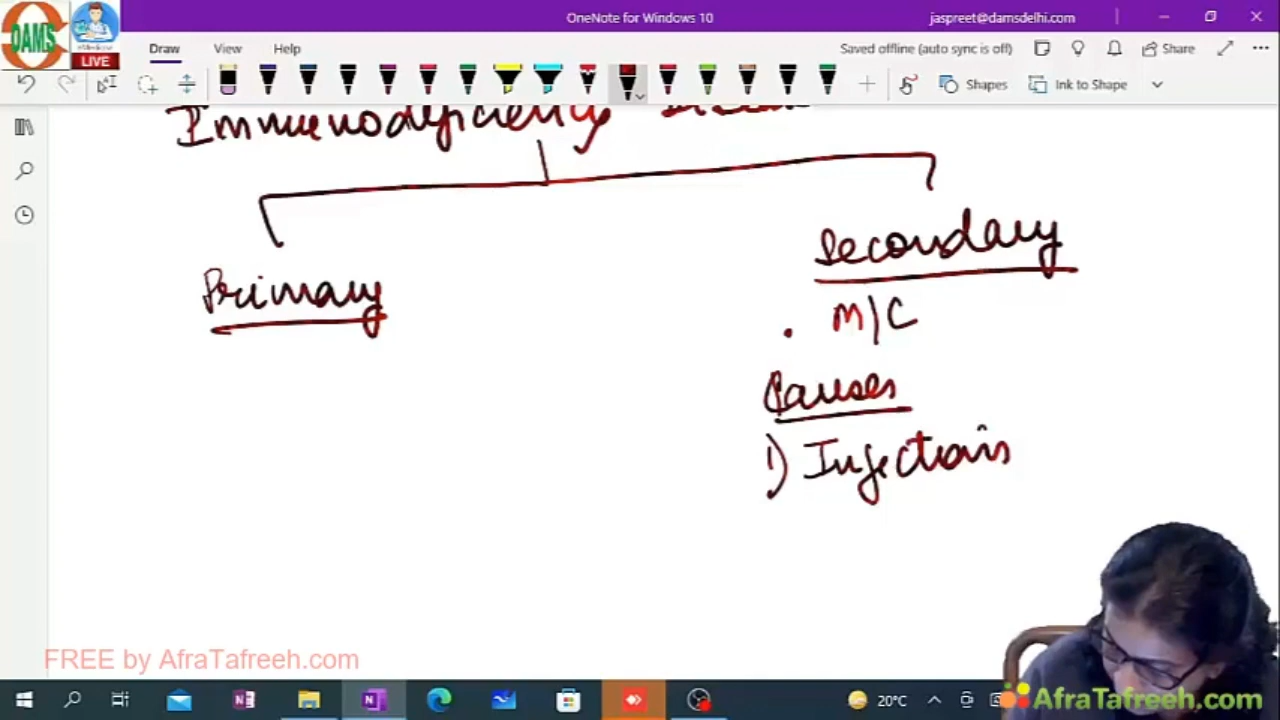 DAMS
LIVE
OneNote for Windows 10
jaspreet@damsdelhi.com
Draw View Help
Saved offline (auto sync is off)
Share
Shapes
Ink to Shape
Immunodeficiency
Primary
Secondary
. M/C
Causes
1) Infections
FREE by AfraTafreeh.com
20°C
AfraTafreeh.com